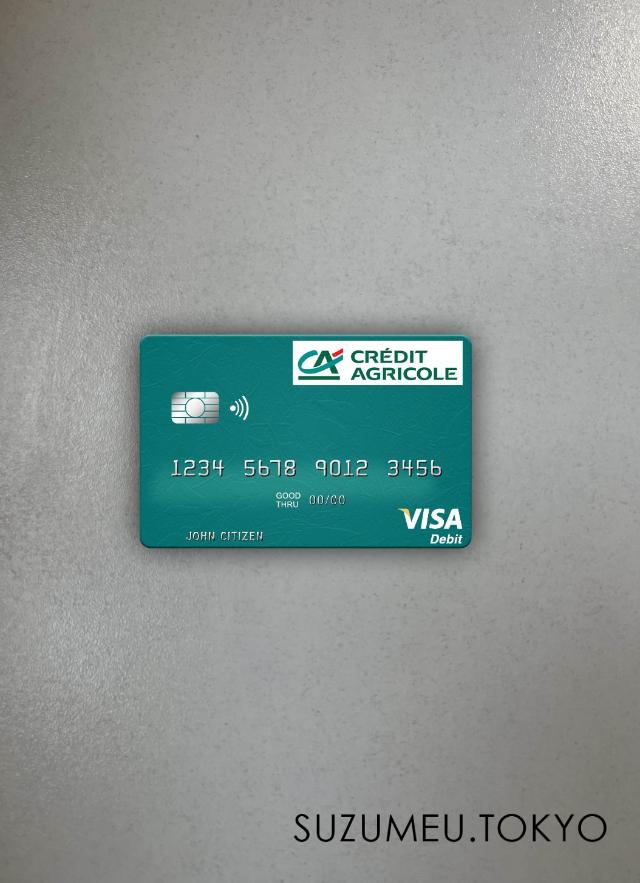 CRÉDIT
AGRICOLE
1234 5678 9012 3456
GOOD
THRU 00/00
JOHN CITIZEN
VISA
Debit
SUZUMEU.TOKYO